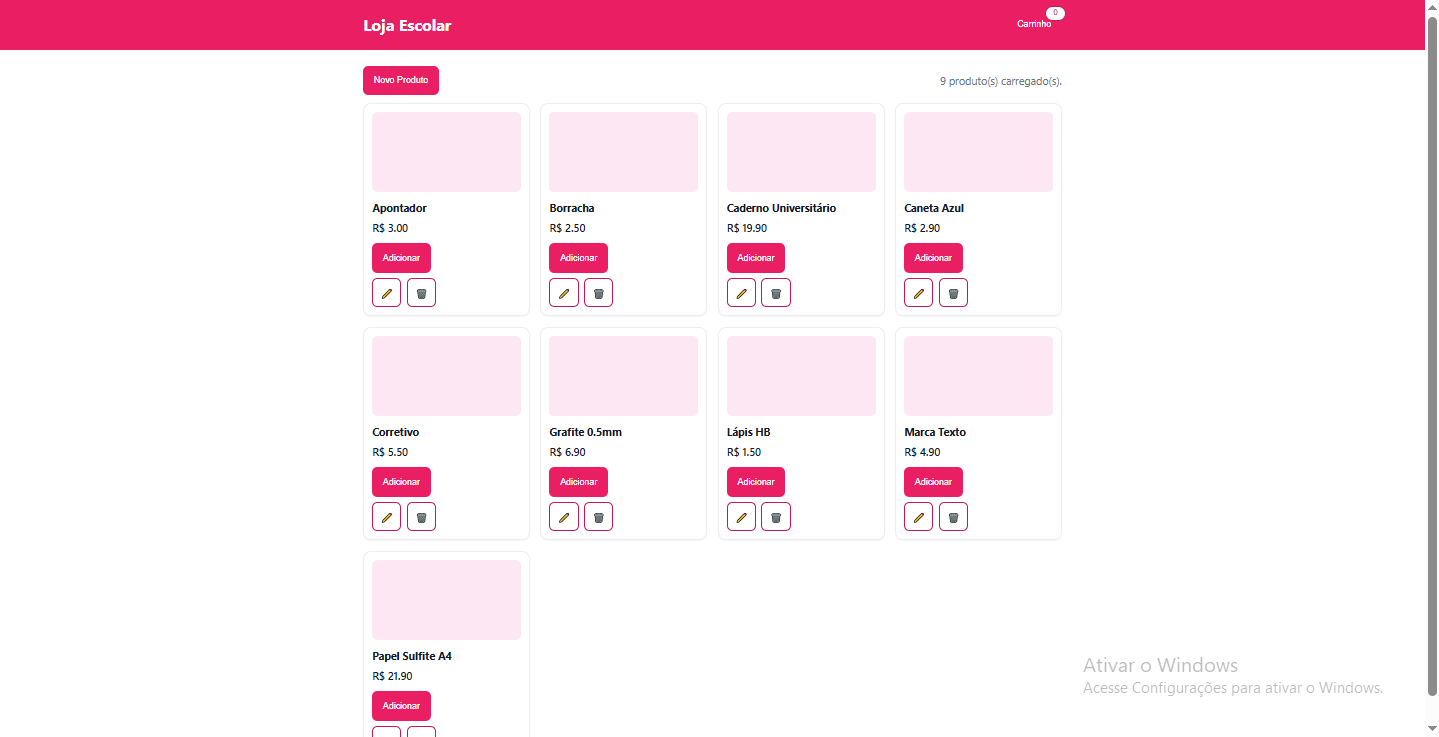 Loja Escolar
0
Carrinho
Novo Produto
9 produto(s) carregado(s).
Apontador
R$ 3.00
Adicionar
Borracha
R$ 2.50
Adicionar
Caderno Universitário
R$ 19.90
Adicionar
Caneta Azul
R$ 2.90
Adicionar
Corretivo
R$ 5.50
Adicionar
Grafite 0.5mm
R$ 6.90
Adicionar
Lápis HB
R$ 1.50
Adicionar
Marca Texto
R$ 4.90
Adicionar
Papel Sulfite A4
R$ 21.90
Adicionar
Ativar o Windows
Acesse Configurações para ativar o Windows.